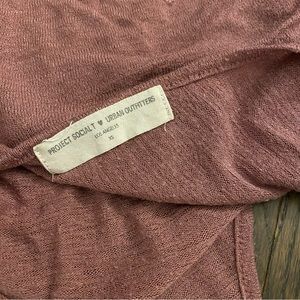 PROJECT SOCIAL T ♥ URBAN OUTFITTERS
LOS ANGELES
XS